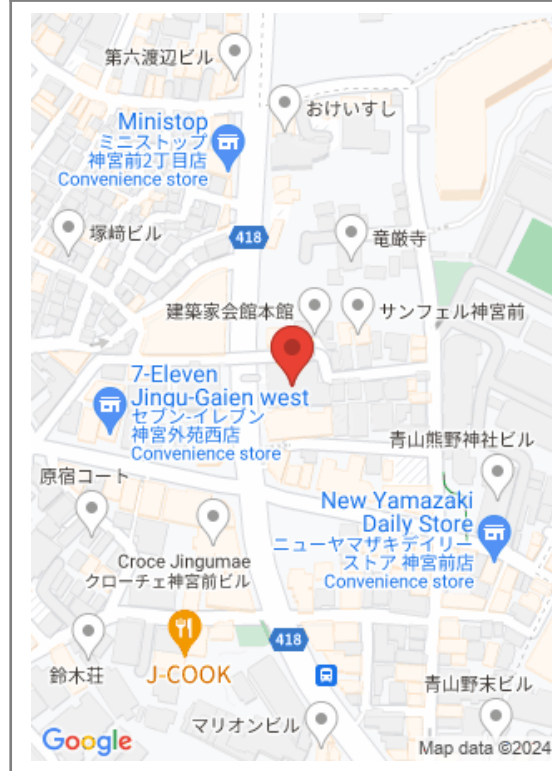 第六渡辺ビル
おけいすし
Ministop
ミニストップ
神宮前2丁目店
Convenience store
塚﨑ビル
418
竜厳寺
建築家会館本館
サンフェル神宮前
7-Eleven
Jingu-Gaien west
セブン-イレブン
神宮外苑西店
Convenience store
青山熊野神社ビル
原宿コート
New Yamazaki
Daily Store
ニューヤマザキデイリー
ストア 神宮前店
Convenience store
Croce Jingumae
クローチェ神宮前ビル
418
鈴木荘
J-COOK
青山野末ビル
マリオンビル
Google
Map data ©2024